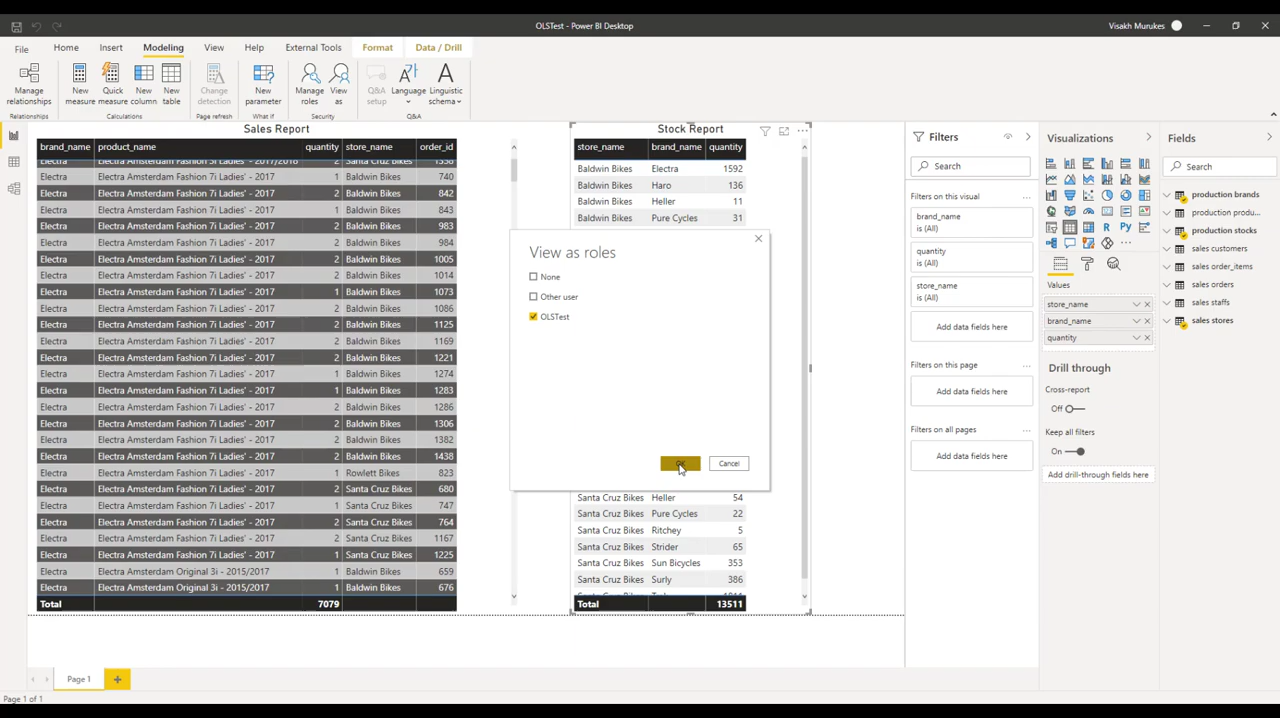 OLSTest - Power BI Desktop
Visakh Murukes
File Home Insert Modeling View Help External Tools Format Data / Drill
Manage relationships
New measure
Quick measure
New column
New table
Change detection
New parameter
Manage roles
View as
Q&A setup
Language
Linguistic schema
Relationships Calculations Page refresh What if Security Q&A
Sales Report
brand_name product_name quantity store_name order_id
Electra Electra Amsterdam Fashion 7i Ladies' - 2017/2018 2 Santa Cruz Bikes 1336
Electra Electra Amsterdam Fashion 7i Ladies' - 2017 1 Baldwin Bikes 740
Electra Electra Amsterdam Fashion 7i Ladies' - 2017 2 Baldwin Bikes 842
Electra Electra Amsterdam Fashion 7i Ladies' - 2017 1 Baldwin Bikes 843
Electra Electra Amsterdam Fashion 7i Ladies' - 2017 2 Baldwin Bikes 983
Electra Electra Amsterdam Fashion 7i Ladies' - 2017 2 Baldwin Bikes 984
Electra Electra Amsterdam Fashion 7i Ladies' - 2017 2 Baldwin Bikes 1005
Electra Electra Amsterdam Fashion 7i Ladies' - 2017 2 Baldwin Bikes 1014
Electra Electra Amsterdam Fashion 7i Ladies' - 2017 1 Baldwin Bikes 1073
Electra Electra Amsterdam Fashion 7i Ladies' - 2017 2 Baldwin Bikes 1086
Electra Electra Amsterdam Fashion 7i Ladies' - 2017 2 Baldwin Bikes 1125
Electra Electra Amsterdam Fashion 7i Ladies' - 2017 2 Baldwin Bikes 1169
Electra Electra Amsterdam Fashion 7i Ladies' - 2017 2 Baldwin Bikes 1221
Electra Electra Amsterdam Fashion 7i Ladies' - 2017 1 Baldwin Bikes 1274
Electra Electra Amsterdam Fashion 7i Ladies' - 2017 1 Baldwin Bikes 1283
Electra Electra Amsterdam Fashion 7i Ladies' - 2017 2 Baldwin Bikes 1286
Electra Electra Amsterdam Fashion 7i Ladies' - 2017 2 Baldwin Bikes 1306
Electra Electra Amsterdam Fashion 7i Ladies' - 2017 2 Baldwin Bikes 1382
Electra Electra Amsterdam Fashion 7i Ladies' - 2017 2 Baldwin Bikes 1438
Electra Electra Amsterdam Fashion 7i Ladies' - 2017 1 Rowlett Bikes 823
Electra Electra Amsterdam Fashion 7i Ladies' - 2017 2 Santa Cruz Bikes 680
Electra Electra Amsterdam Fashion 7i Ladies' - 2017 1 Santa Cruz Bikes 747
Electra Electra Amsterdam Fashion 7i Ladies' - 2017 2 Santa Cruz Bikes 764
Electra Electra Amsterdam Fashion 7i Ladies' - 2017 2 Santa Cruz Bikes 1167
Electra Electra Amsterdam Fashion 7i Ladies' - 2017 1 Santa Cruz Bikes 1225
Electra Electra Amsterdam Original 3i - 2015/2017 1 Baldwin Bikes 659
Electra Electra Amsterdam Original 3i - 2015/2017 1 Baldwin Bikes 676
Total 7079
Stock Report
store_name brand_name quantity
Baldwin Bikes Electra 1592
Baldwin Bikes Haro 136
Baldwin Bikes Heller 11
Baldwin Bikes Pure Cycles 31
View as roles
None
Other user
OLSTest
OK Cancel
Santa Cruz Bikes Heller 54
Santa Cruz Bikes Pure Cycles 22
Santa Cruz Bikes Ritchey 5
Santa Cruz Bikes Strider 65
Santa Cruz Bikes Sun Bicycles 353
Santa Cruz Bikes Surly 386
Total 13511
Filters
Search
Filters on this visual
brand_name
is (All)
quantity
is (All)
store_name
is (All)
Add data fields here
Filters on this page
Add data fields here
Filters on all pages
Add data fields here
Visualizations
R Py
Values
store_name
brand_name
quantity
Drill through
Cross-report
Off
Keep all filters
On
Add drill-through fields here
Fields
Search
production brands
production produ...
production stocks
sales customers
sales order_items
sales orders
sales staffs
sales stores
Page 1
Page 1 of 1